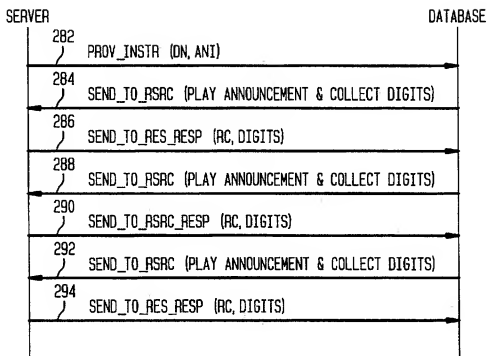 SERVER DATABASE
282
PROV_INSTR (DN, ANI)
284
SEND_TO_RSRC (PLAY ANNOUNCEMENT & COLLECT DIGITS)
286
SEND_TO_RES_RESP (RC, DIGITS)
288
SEND_TO_RSRC (PLAY ANNOUNCEMENT & COLLECT DIGITS)
290
SEND_TO_RSRC_RESP (RC, DIGITS)
292
SEND_TO_RSRC (PLAY ANNOUNCEMENT & COLLECT DIGITS)
294
SEND_TO_RES_RESP (RC, DIGITS)